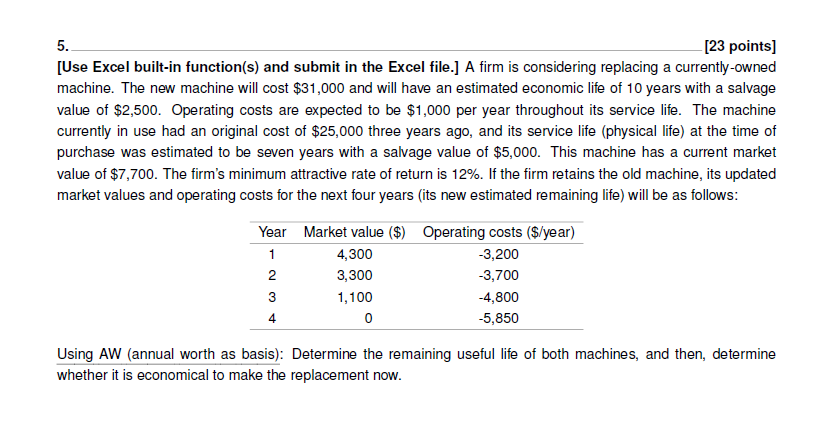 5. [23 points]
[Use Excel built-in function(s) and submit in the Excel file.] A firm is considering replacing a currently-owned
machine. The new machine will cost $31,000 and will have an estimated economic life of 10 years with a salvage
value of $2,500. Operating costs are expected to be $1,000 per year throughout its service life. The machine
currently in use had an original cost of $25,000 three years ago, and its service life (physical life) at the time of
purchase was estimated to be seven years with a salvage value of $5,000. This machine has a current market
value of $7,700. The firm's minimum attractive rate of return is 12%. If the firm retains the old machine, its updated
market values and operating costs for the next four years (its new estimated remaining life) will be as follows:
Year Market value ($) Operating costs ($/year)
1 4,300 -3,200
2 3,300 -3,700
3 1,100 -4,800
4 0 -5,850
Using AW (annual worth as basis): Determine the remaining useful life of both machines, and then, determine
whether it is economical to make the replacement now.